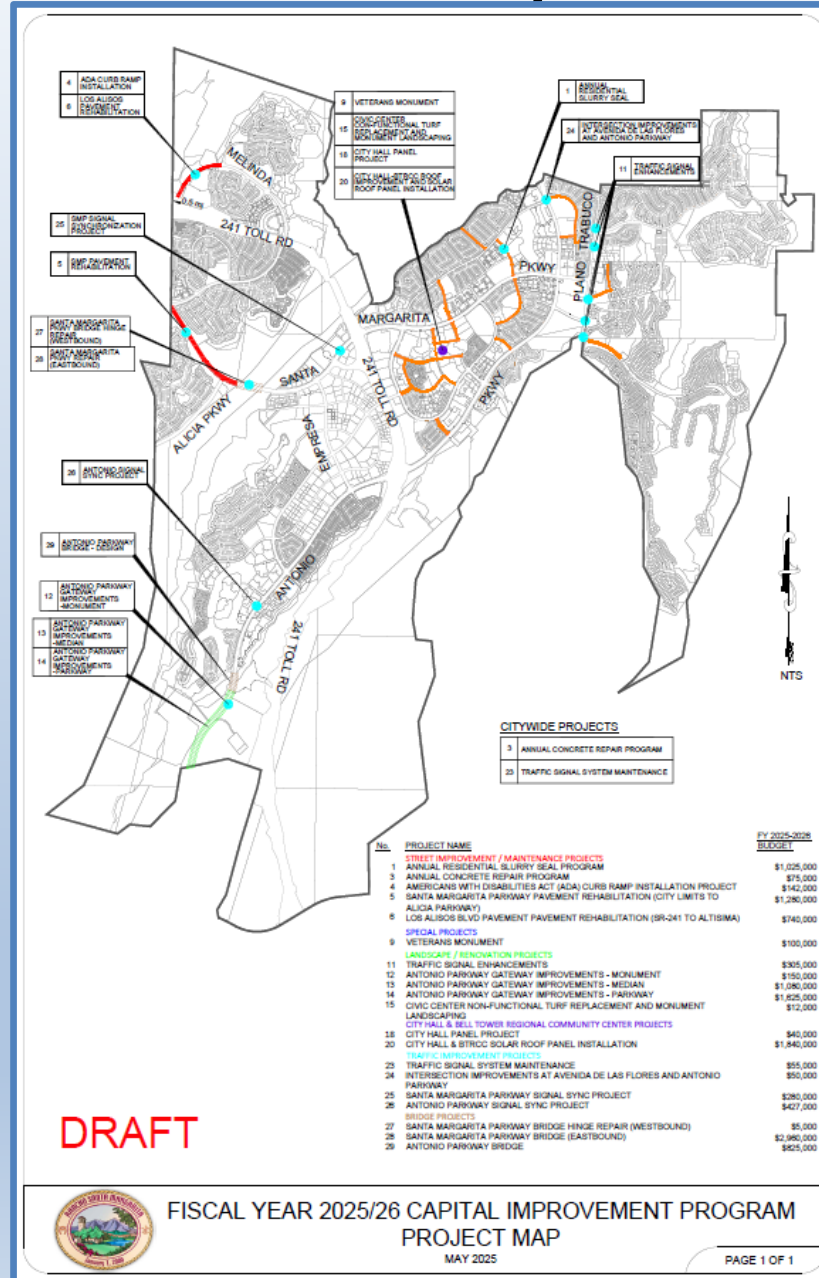 4 ADA CURB RAMP
INSTALLATION
6 LOS ALISOS
PAVEMENT
REHABILITATION
9 VETERANS MONUMENT
15 CIVIC CENTER
NON-FUNCTIONAL TURF
REPLACEMENT AND
MONUMENT LANDSCAPING
18 CITY HALL PANEL
PROJECT
20 CITY HALL-BTRCC ROOF
IMPROVEMENT AND SOLAR
ROOF PANEL INSTALLATION
1 ANNUAL
RESIDENTIAL
SLURRY SEAL
24 INTERSECTION IMPROVEMENTS
AT AVENIDA DE LAS FLORES
AND ANTONIO PARKWAY
11 TRAFFIC SIGNAL
ENHANCEMENTS
MELINDA
0.5 mi
241 TOLL RD
25 SMP SIGNAL
SYNCHRONIZATION
PROJECT
5 SMP PAVEMENT
REHABILITATION
27 SANTA MARGARITA
PKWY BRIDGE HINGE
REPAIR
(WESTBOUND)
28 SANTA MARGARITA
PKWY REPAIR
(EASTBOUND)
PLANO TRABUCO
PKWY
MARGARITA
SANTA
241 TOLL RD
PKWY
ALICIA PKWY
EMPRESA
26 ANTONIO SIGNAL
SYNC PROJECT
29 ANTONIO PARKWAY
BRIDGE - DESIGN
12 ANTONIO PARKWAY
GATEWAY
IMPROVEMENTS
-MONUMENT
13 ANTONIO PARKWAY
GATEWAY
IMPROVEMENTS
-MEDIAN
14 ANTONIO PARKWAY
GATEWAY
IMPROVEMENTS
-PARKWAY
ANTONIO
241 TOLL RD
NTS
CITYWIDE PROJECTS
3 ANNUAL CONCRETE REPAIR PROGRAM
23 TRAFFIC SIGNAL SYSTEM MAINTENANCE
No. PROJECT NAME FY 2025-2026 BUDGET
STREET IMPROVEMENT / MAINTENANCE PROJECTS
1 ANNUAL RESIDENTIAL SLURRY SEAL PROGRAM $1,025,000
3 ANNUAL CONCRETE REPAIR PROGRAM $75,000
4 AMERICANS WITH DISABILITIES ACT (ADA) CURB RAMP INSTALLATION PROJECT $142,000
5 SANTA MARGARITA PARKWAY PAVEMENT REHABILITATION (CITY LIMITS TO $1,280,000
ALICIA PARKWAY)
6 LOS ALISOS BLVD PAVEMENT PAVEMENT REHABILITATION (SR-241 TO ALTISIMA) $740,000
SPECIAL PROJECTS
9 VETERANS MONUMENT $100,000
LANDSCAPE / RENOVATION PROJECTS
11 TRAFFIC SIGNAL ENHANCEMENTS $305,000
12 ANTONIO PARKWAY GATEWAY IMPROVEMENTS - MONUMENT $150,000
13 ANTONIO PARKWAY GATEWAY IMPROVEMENTS - MEDIAN $1,080,000
14 ANTONIO PARKWAY GATEWAY IMPROVEMENTS - PARKWAY $1,625,000
15 CIVIC CENTER NON-FUNCTIONAL TURF REPLACEMENT AND MONUMENT $12,000
LANDSCAPING
CITY HALL & BELL TOWER REGIONAL COMMUNITY CENTER PROJECTS
18 CITY HALL PANEL PROJECT $40,000
20 CITY HALL & BTRCC SOLAR ROOF PANEL INSTALLATION $1,840,000
TRAFFIC IMPROVEMENT PROJECTS
23 TRAFFIC SIGNAL SYSTEM MAINTENANCE $55,000
24 INTERSECTION IMPROVEMENTS AT AVENIDA DE LAS FLORES AND ANTONIO $50,000
PARKWAY
25 SANTA MARGARITA PARKWAY SIGNAL SYNC PROJECT $280,000
26 ANTONIO PARKWAY SIGNAL SYNC PROJECT $427,000
BRIDGE PROJECTS
27 SANTA MARGARITA PARKWAY BRIDGE HINGE REPAIR (WESTBOUND) $5,000
28 SANTA MARGARITA PARKWAY BRIDGE (EASTBOUND) $2,980,000
29 ANTONIO PARKWAY BRIDGE $825,000
DRAFT
RANCHO SANTA MARGARITA
January 1, 2000
FISCAL YEAR 2025/26 CAPITAL IMPROVEMENT PROGRAM
PROJECT MAP
MAY 2025
PAGE 1 OF 1